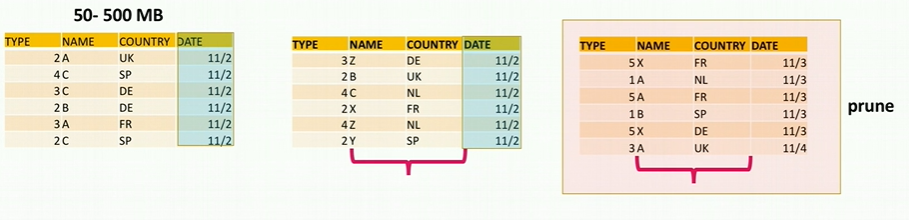 50- 500 MB
TYPE NAME COUNTRY DATE
2 A UK 11/2
4 C SP 11/2
3 C DE 11/2
2 B DE 11/2
3 A FR 11/2
2 C SP 11/2
TYPE NAME COUNTRY DATE
3 Z DE 11/2
2 B UK 11/2
4 C NL 11/2
2 X FR 11/2
4 Z NL 11/2
2 Y SP 11/2
TYPE NAME COUNTRY DATE
5 X FR 11/3
1 A NL 11/3
5 A FR 11/3
1 B SP 11/3
5 X DE 11/3
3 A UK 11/4
prune